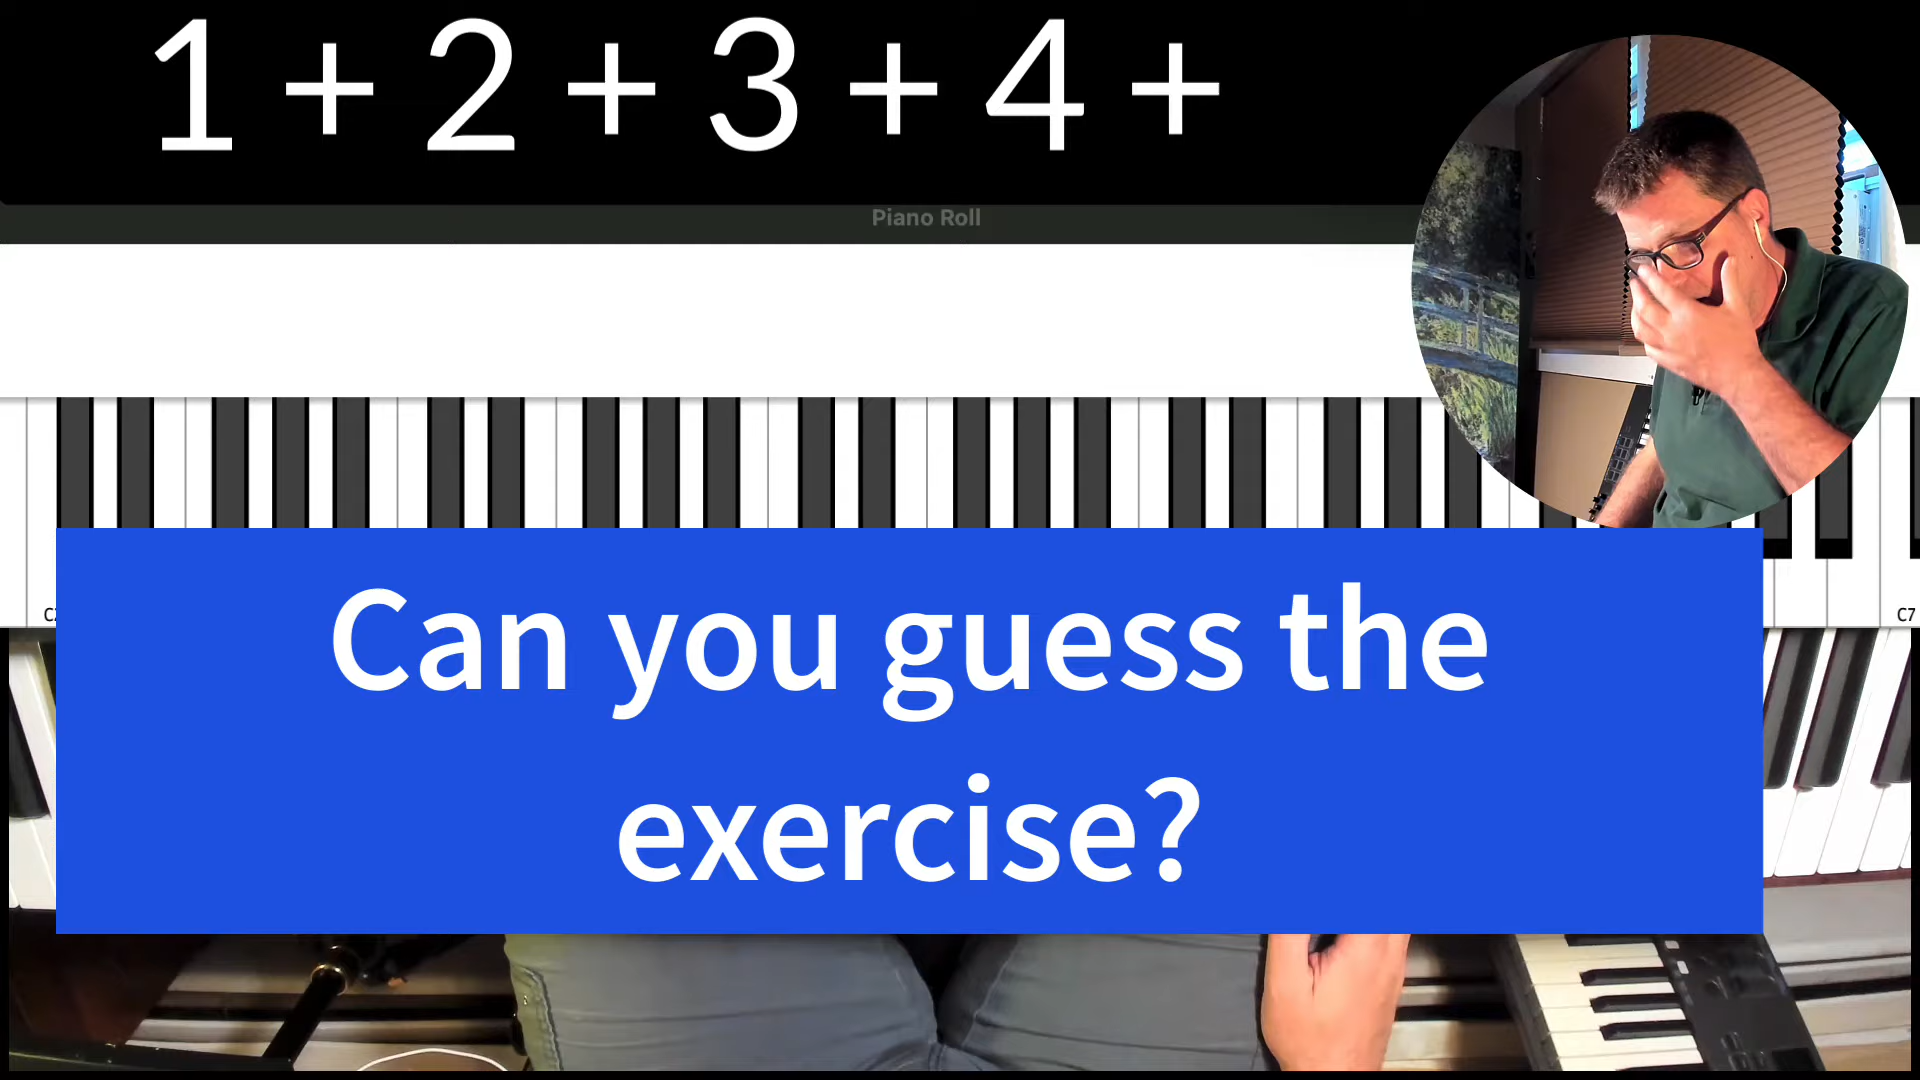 1 + 2 + 3 + 4 +
Piano Roll
C7
Can you guess the
exercise?